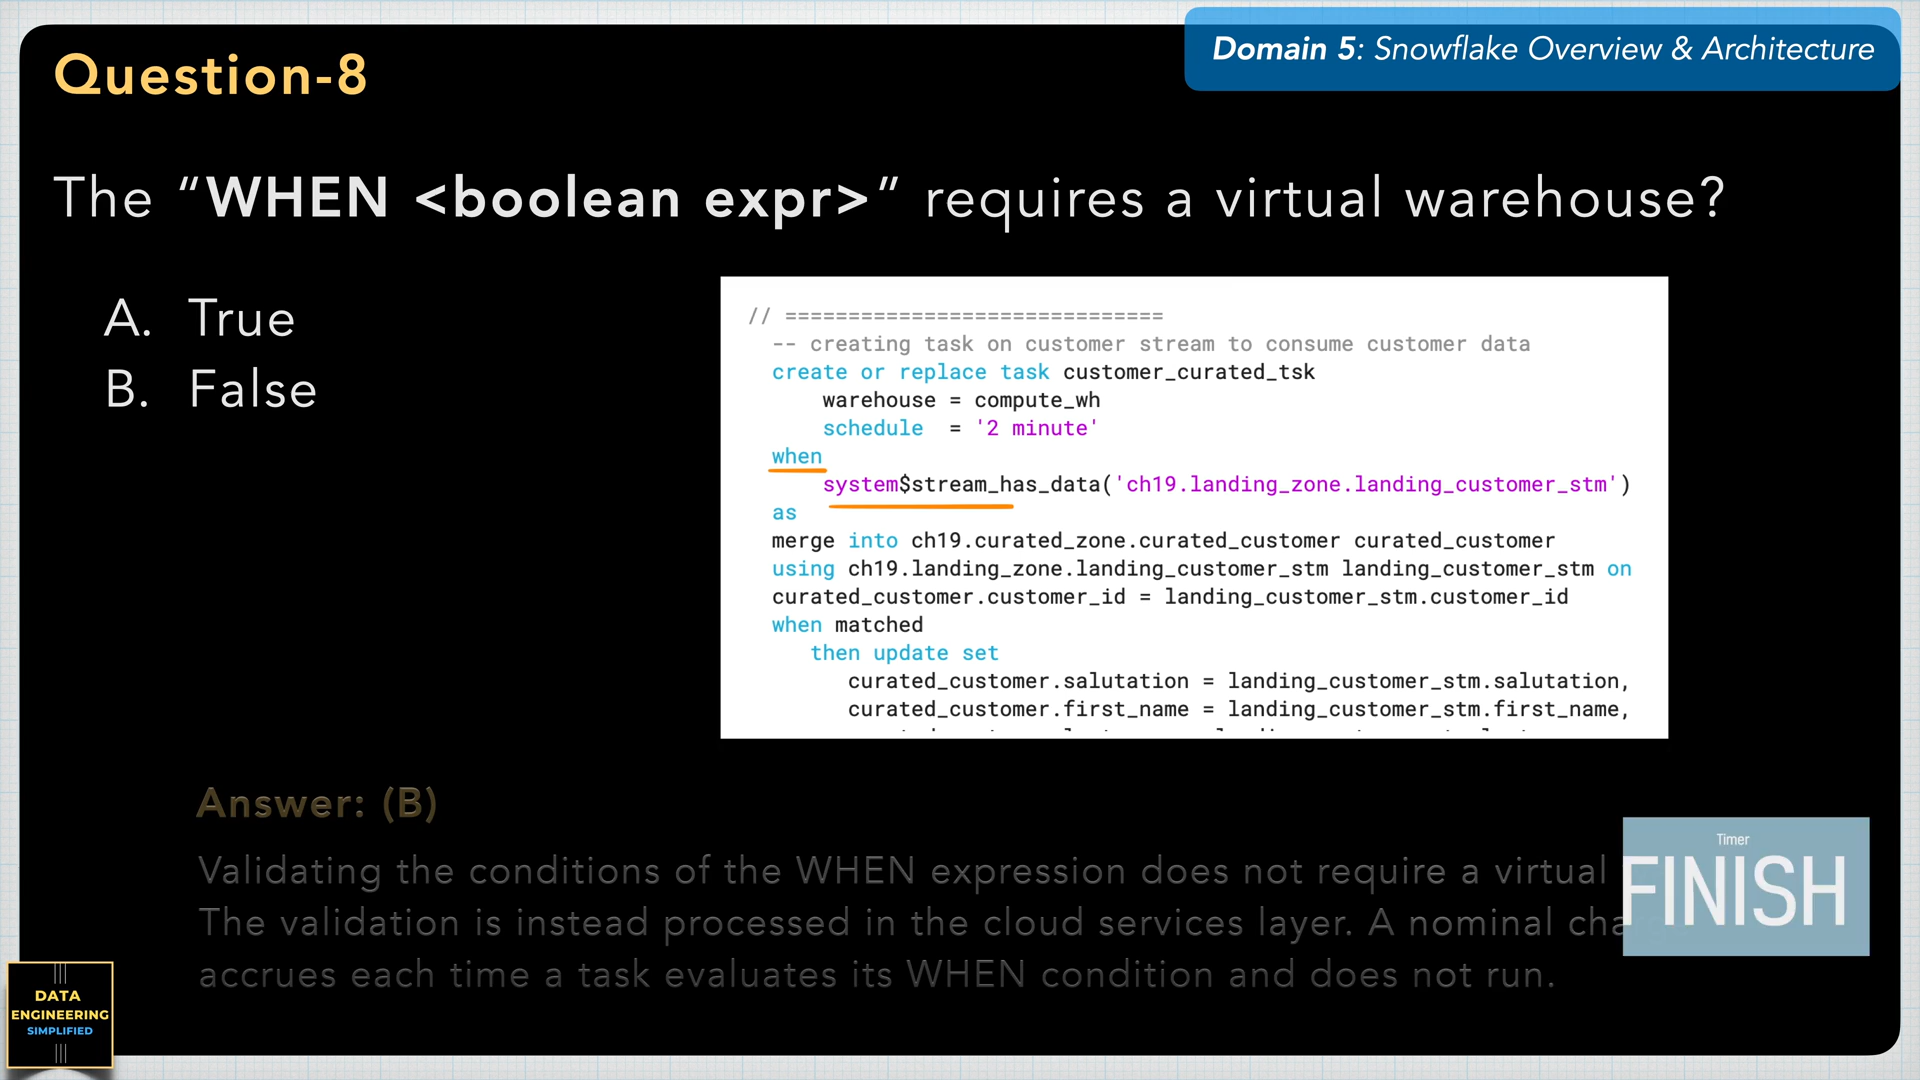 Domain 5: Snowflake Overview & Architecture
Question-8
The “WHEN <boolean expr>” requires a virtual warehouse?
A. True
B. False
// ==============================
-- creating task on customer stream to consume customer data
create or replace task customer_curated_tsk
warehouse = compute_wh
schedule = '2 minute'
when
system$stream_has_data('ch19.landing_zone.landing_customer_stm')
as
merge into ch19.curated_zone.curated_customer curated_customer
using ch19.landing_zone.landing_customer_stm landing_customer_stm on
curated_customer.customer_id = landing_customer_stm.customer_id
when matched
then update set
curated_customer.salutation = landing_customer_stm.salutation,
curated_customer.first_name = landing_customer_stm.first_name,
Answer: (B)
Validating the conditions of the WHEN expression does not require a virtual
The validation is instead processed in the cloud services layer. A nominal
accrues each time a task evaluates its WHEN condition and does not run.
Timer
FINISH
DATA
ENGINEERING
SIMPLIFIED